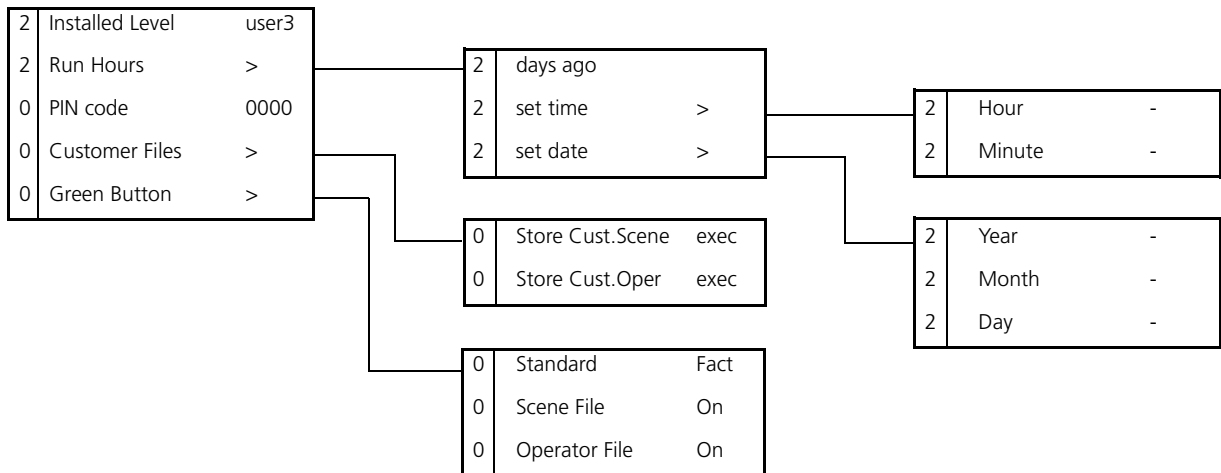 2 Installed Level user3
2 Run Hours >
0 PIN code 0000
0 Customer Files >
0 Green Button >
2 days ago
2 set time >
2 set date >
2 Hour -
2 Minute -
2 Year -
2 Month -
2 Day -
0 Store Cust.Scene exec
0 Store Cust.Oper exec
0 Standard Fact
0 Scene File On
0 Operator File On